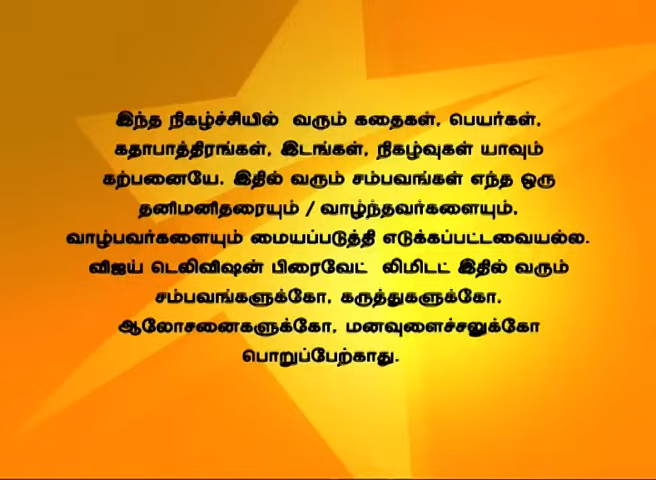 இந்த நிகழ்ச்சியில் வரும் கதைகள், பெயர்கள்,
கதாபாத்திரங்கள், இடங்கள், நிகழ்வுகள் யாவும்
கற்பனையே. இதில் வரும் சம்பவங்கள் எந்த ஒரு
தனிமனிதரையும் / வாழ்ந்தவர்களையும்,
வாழ்பவர்களையும் மையப்படுத்தி எடுக்கப்பட்டவையல்ல.
விஜய் டெலிவிஷன் பிரைவேட் லிமிடட் இதில் வரும்
சம்பவங்களுக்கோ, கருத்துகளுக்கோ,
ஆலோசனைகளுக்கோ, மனவுளைச்சலுக்கோ
பொறுப்பேற்காது.